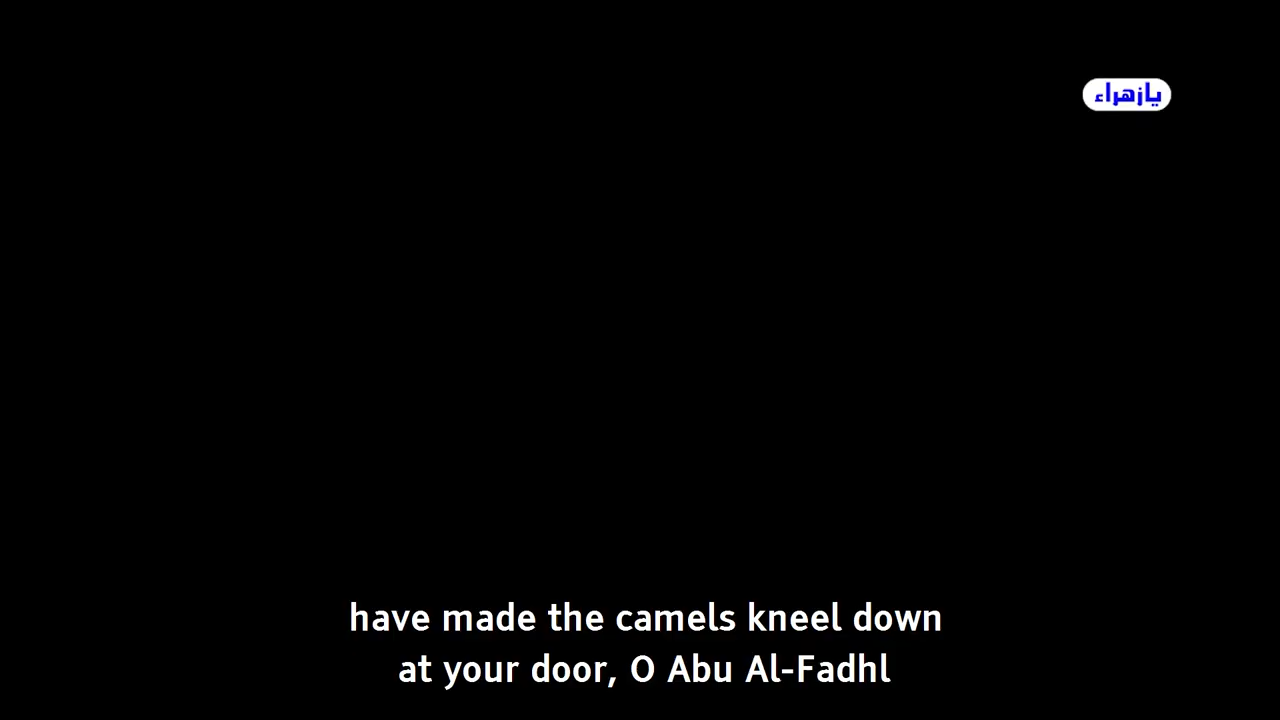 يازهراء
have made the camels kneel down
at your door, O Abu Al-Fadhl